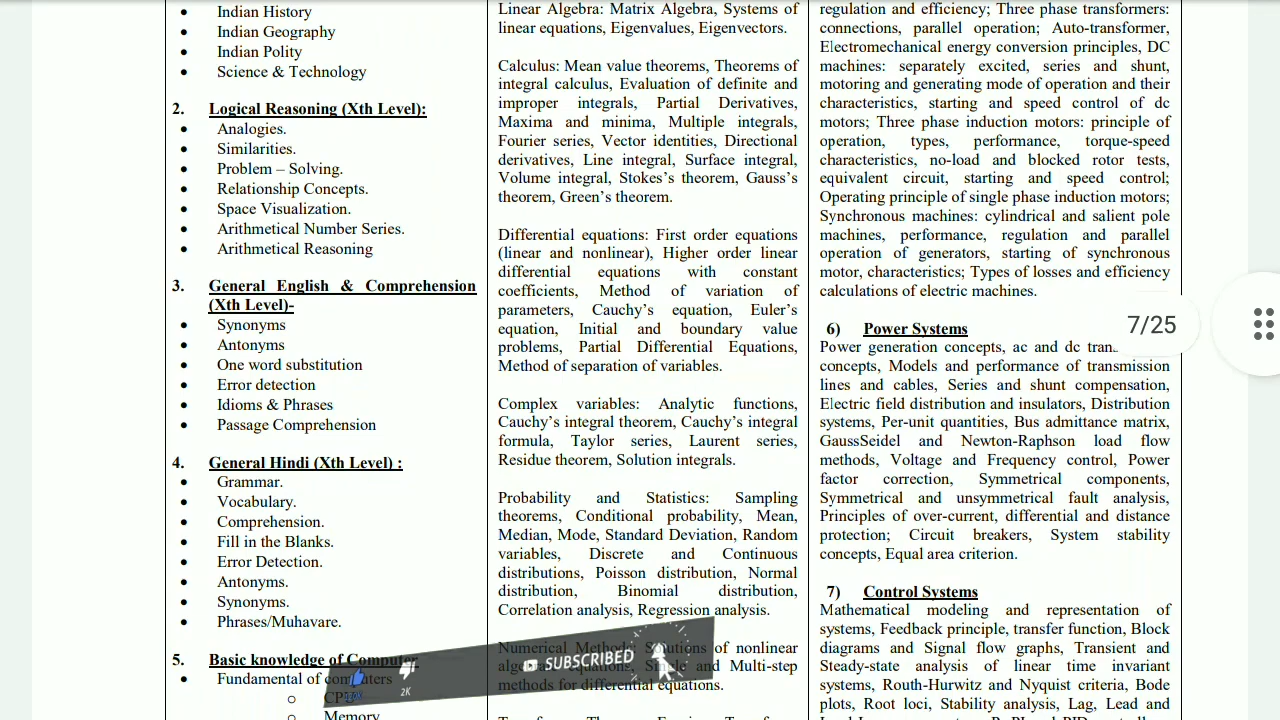 • Indian History
• Indian Geography
• Indian Polity
• Science & Technology
2. Logical Reasoning (Xth Level):
• Analogies.
• Similarities.
• Problem – Solving.
• Relationship Concepts.
• Space Visualization.
• Arithmetical Number Series.
• Arithmetical Reasoning
3. General English & Comprehension
(Xth Level)-
• Synonyms
• Antonyms
• One word substitution
• Error detection
• Idioms & Phrases
• Passage Comprehension
4. General Hindi (Xth Level) :
• Grammar.
• Vocabulary.
• Comprehension.
• Fill in the Blanks.
• Error Detection.
• Antonyms.
• Synonyms.
• Phrases/Muhavare.
5. Basic knowledge of Computer
• Fundamental of computers
o CPU
o Memory
Linear Algebra: Matrix Algebra, Systems of
linear equations, Eigenvalues, Eigenvectors.
Calculus: Mean value theorems, Theorems of
integral calculus, Evaluation of definite and
improper integrals, Partial Derivatives,
Maxima and minima, Multiple integrals,
Fourier series, Vector identities, Directional
derivatives, Line integral, Surface integral,
Volume integral, Stokes’s theorem, Gauss’s
theorem, Green’s theorem.
Differential equations: First order equations
(linear and nonlinear), Higher order linear
differential equations with constant
coefficients, Method of variation of
parameters, Cauchy’s equation, Euler’s
equation, Initial and boundary value
problems, Partial Differential Equations,
Method of separation of variables.
Complex variables: Analytic functions,
Cauchy’s integral theorem, Cauchy’s integral
formula, Taylor series, Laurent series,
Residue theorem, Solution integrals.
Probability and Statistics: Sampling
theorems, Conditional probability, Mean,
Median, Mode, Standard Deviation, Random
variables, Discrete and Continuous
distributions, Poisson distribution, Normal
distribution, Binomial distribution,
Correlation analysis, Regression analysis.
Numerical Methods: Solutions of nonlinear
algebraic equations, Single and Multi-step
methods for differential equations.
regulation and efficiency; Three phase transformers:
connections, parallel operation; Auto-transformer,
Electromechanical energy conversion principles, DC
machines: separately excited, series and shunt,
motoring and generating mode of operation and their
characteristics, starting and speed control of dc
motors; Three phase induction motors: principle of
operation, types, performance, torque-speed
characteristics, no-load and blocked rotor tests,
equivalent circuit, starting and speed control;
Operating principle of single phase induction motors;
Synchronous machines: cylindrical and salient pole
machines, performance, regulation and parallel
operation of generators, starting of synchronous
motor, characteristics; Types of losses and efficiency
calculations of electric machines.
6) Power Systems
Power generation concepts, ac and dc
concepts, Models and performance of transmission
lines and cables, Series and shunt compensation,
Electric field distribution and insulators, Distribution
systems, Per-unit quantities, Bus admittance matrix,
GaussSeidel and Newton-Raphson load flow
methods, Voltage and Frequency control, Power
factor correction, Symmetrical components,
Symmetrical and unsymmetrical fault analysis,
Principles of over-current, differential and distance
protection; Circuit breakers, System stability
concepts, Equal area criterion.
7) Control Systems
Mathematical modeling and representation of
systems, Feedback principle, transfer function, Block
diagrams and Signal flow graphs, Transient and
Steady-state analysis of linear time invariant
systems, Routh-Hurwitz and Nyquist criteria, Bode
plots, Root loci, Stability analysis, Lag, Lead and
7/25
2K
SUBSCRIBED